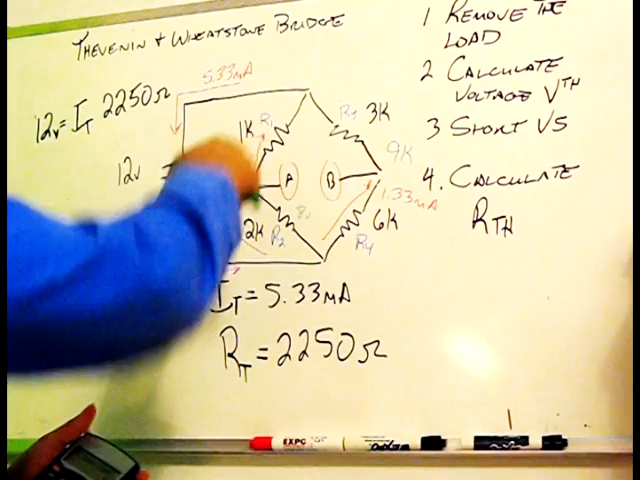 THEVENIN & WHEATSTONE BRIDGE
5.33mA
12v = IT 2250Ω
12v
1K R1
R3 3K
9K
A
B
1.33mA
2K R2
8v
R4 6K
IT = 5.33mA
RT = 2250Ω
1 REMOVE THE
LOAD
2 CALCULATE
VOLTAGE VTH
3 SHORT VS
4. CALCULATE
RTH
EXPO